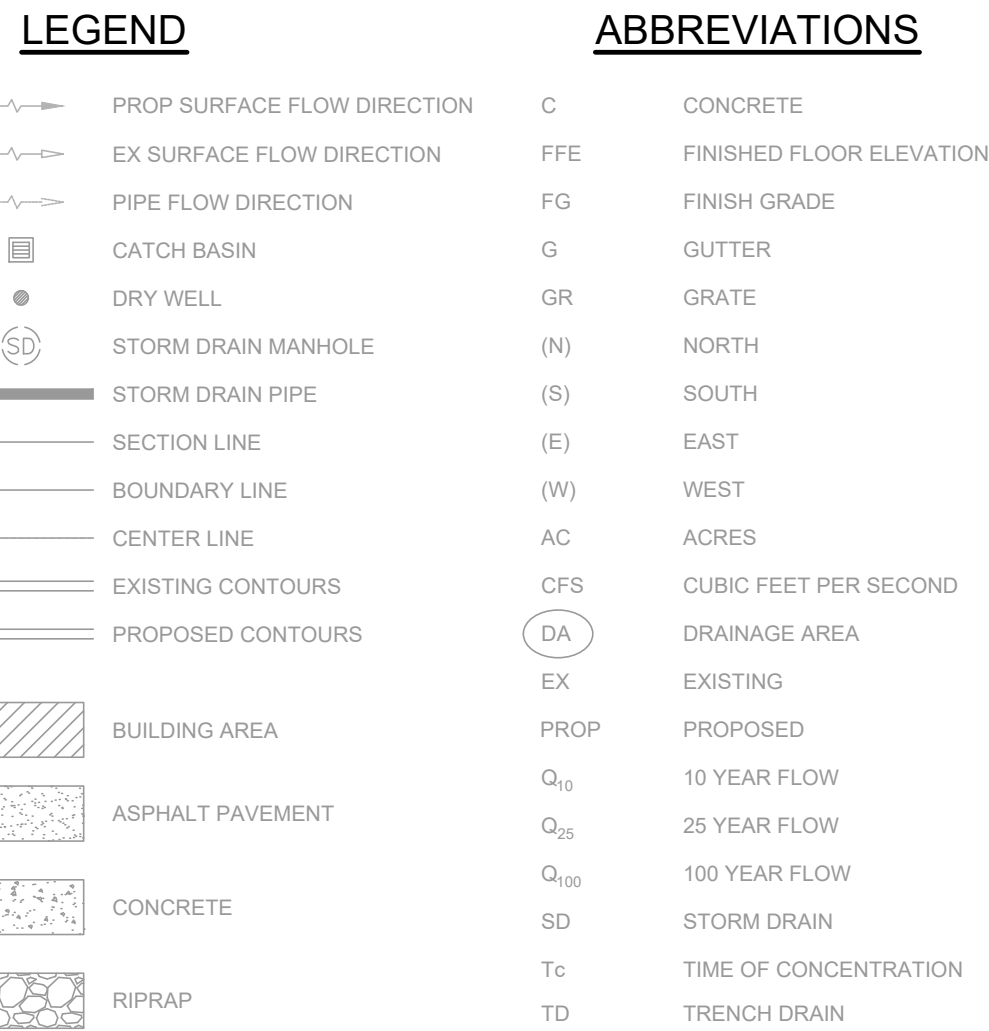 LEGEND
PROP SURFACE FLOW DIRECTION
EX SURFACE FLOW DIRECTION
PIPE FLOW DIRECTION
CATCH BASIN
DRY WELL
SD STORM DRAIN MANHOLE
STORM DRAIN PIPE
SECTION LINE
BOUNDARY LINE
CENTER LINE
EXISTING CONTOURS
PROPOSED CONTOURS
BUILDING AREA
ASPHALT PAVEMENT
CONCRETE
RIPRAP
ABBREVIATIONS
C CONCRETE
FFE FINISHED FLOOR ELEVATION
FG FINISH GRADE
G GUTTER
GR GRATE
(N) NORTH
(S) SOUTH
(E) EAST
(W) WEST
AC ACRES
CFS CUBIC FEET PER SECOND
DA DRAINAGE AREA
EX EXISTING
PROP PROPOSED
Q10 10 YEAR FLOW
Q25 25 YEAR FLOW
Q100 100 YEAR FLOW
SD STORM DRAIN
Tc TIME OF CONCENTRATION
TD TRENCH DRAIN